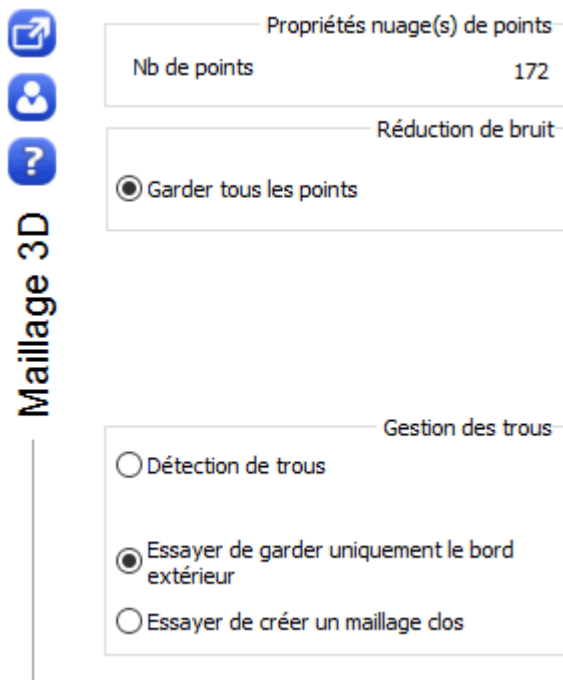 Propriétés nuage(s) de points
Nb de points 172
Réduction de bruit
Garder tous les points
Maillage 3D
Gestion des trous
Détection de trous
Essayer de garder uniquement le bord
extérieur
Essayer de créer un maillage clos
?